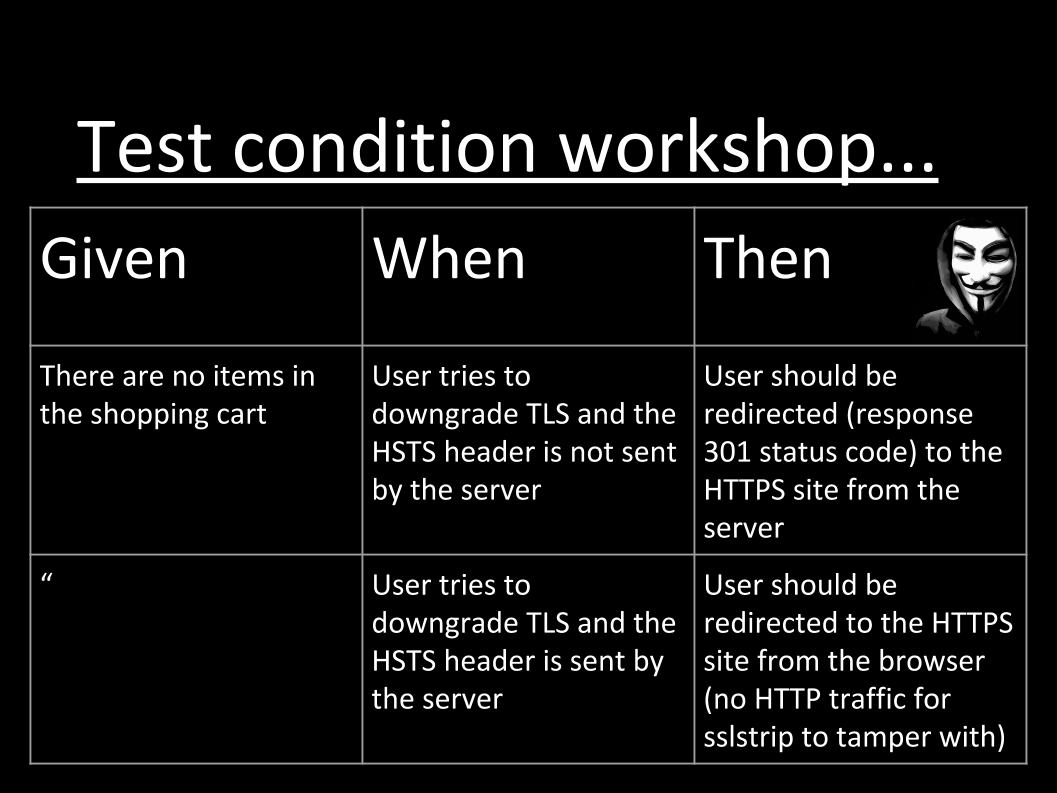 Test condition workshop...
Given
When
Then
There are no items in
the shopping cart
User tries to
downgrade TLS and the
HSTS header is not sent
by the server
User should be
redirected (response
301 status code) to the
HTTPS site from the
server
“
User tries to
downgrade TLS and the
HSTS header is sent by
the server
User should be
redirected to the HTTPS
site from the browser
(no HTTP traffic for
sslstrip to tamper with)